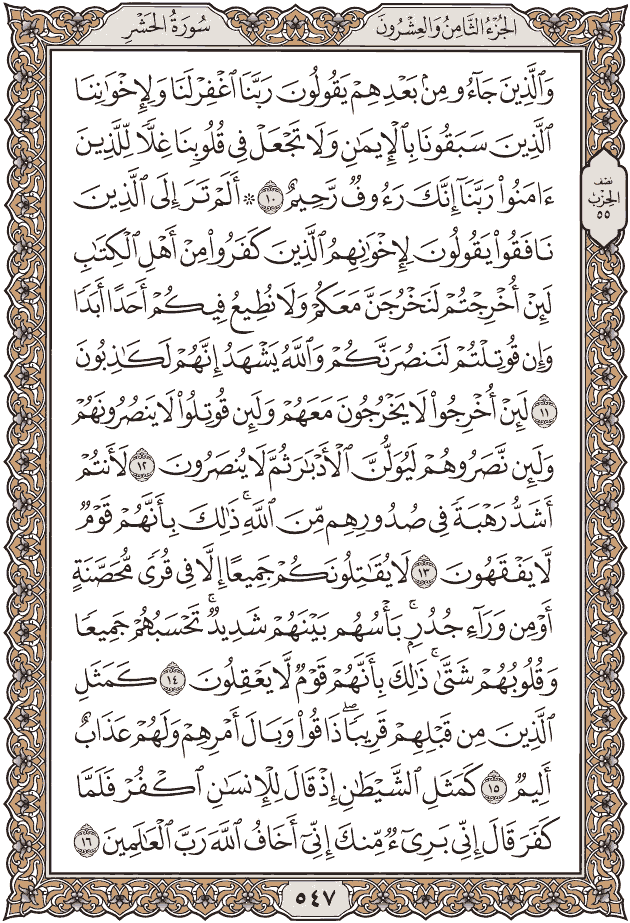 الجُزْءُ الثَّامِنُ وَالعِشْرُونَ
سُورَةُ الحَشْرِ
وَٱلَّذِينَ جَآءُو مِنۢ بَعْدِهِمْ يَقُولُونَ رَبَّنَا ٱغْفِرْ لَنَا وَلِإِخْوَٰنِنَا
ٱلَّذِينَ سَبَقُونَا بِٱلْإِيمَٰنِ وَلَا تَجْعَلْ فِى قُلُوبِنَا غِلًّا لِّلَّذِينَ
ءَامَنُوا۟ رَبَّنَآ إِنَّكَ رَءُوفٌ رَّحِيمٌ ١٠ ۞ أَلَمْ تَرَ إِلَى ٱلَّذِينَ
نَافَقُوا۟ يَقُولُونَ لِإِخْوَٰنِهِمُ ٱلَّذِينَ كَفَرُوا۟ مِنْ أَهْلِ ٱلْكِتَٰبِ
لَئِنْ أُخْرِجْتُمْ لَنَخْرُجَنَّ مَعَكُمْ وَلَا نُطِيعُ فِيكُمْ أَحَدًا أَبَدًا
وَإِن قُوتِلْتُمْ لَنَنصُرَنَّكُمْ وَٱللَّهُ يَشْهَدُ إِنَّهُمْ لَكَٰذِبُونَ
١١ لَئِنْ أُخْرِجُوا۟ لَا يَخْرُجُونَ مَعَهُمْ وَلَئِن قُوتِلُوا۟ لَا يَنصُرُونَهُمْ
وَلَئِن نَّصَرُوهُمْ لَيُوَلُّنَّ ٱلْأَدْبَٰرَ ثُمَّ لَا يُنصَرُونَ ١٢ لَأَنتُمْ
أَشَدُّ رَهْبَةً فِى صُدُورِهِم مِّنَ ٱللَّهِ ۚ ذَٰلِكَ بِأَنَّهُمْ قَوْمٌ
لَّا يَفْقَهُونَ ١٣ لَا يُقَٰتِلُونَكُمْ جَمِيعًا إِلَّا فِى قُرًى مُّحَصَّنَةٍ
أَوْ مِن وَرَآءِ جُدُرٍۭ ۚ بَأْسُهُم بَيْنَهُمْ شَدِيدٌ ۚ تَحْسَبُهُمْ جَمِيعًا
وَقُلُوبُهُمْ شَتَّىٰ ۚ ذَٰلِكَ بِأَنَّهُمْ قَوْمٌ لَّا يَعْقِلُونَ ١٤ كَمَثَلِ
ٱلَّذِينَ مِن قَبْلِهِمْ قَرِيبًا ۖ ذَاقُوا۟ وَبَالَ أَمْرِهِمْ وَلَهُمْ عَذَابٌ
أَلِيمٌ ١٥ كَمَثَلِ ٱلشَّيْطَٰنِ إِذْ قَالَ لِلْإِنسَٰنِ ٱكْفُرْ فَلَمَّا
كَفَرَ قَالَ إِنِّى بَرِىٓءٌ مِّنكَ إِنِّىٓ أَخَافُ ٱللَّهَ رَبَّ ٱلْعَٰلَمِينَ ١٦
نصف
الحِزْب
٥٥
٥٤٧